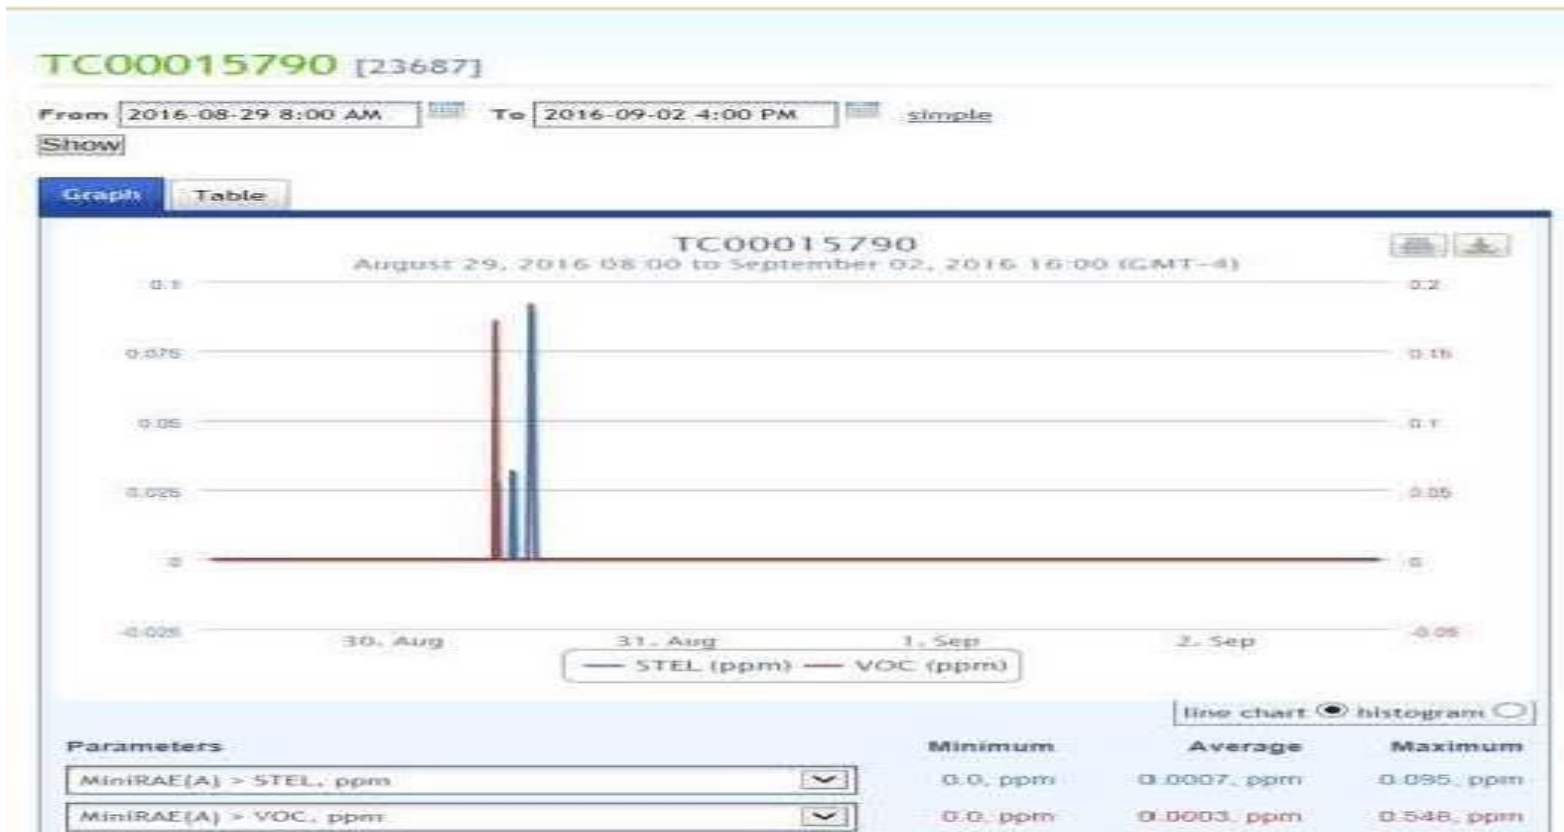 TC00015790 [23687]
From 2016-08-29 8:00 AM To 2016-09-02 4:00 PM simple
Show
Graph Table
TC00015790
August 29, 2016 08:00 to September 02, 2016 16:00 (GMT-4)
0.1 0.2
0.075 0.15
0.05 0.1
0.025 0.05
0 0
-0.025 -0.05
30. Aug 31. Aug 1. Sep 2. Sep
STEL (ppm) VOC (ppm)
line chart histogram
Parameters Minimum Average Maximum
MiniRAE(A) > STEL, ppm 0.0, ppm 0.0007, ppm 0.095, ppm
MiniRAE(A) > VOC, ppm 0.0, ppm 0.0003, ppm 0.548, ppm